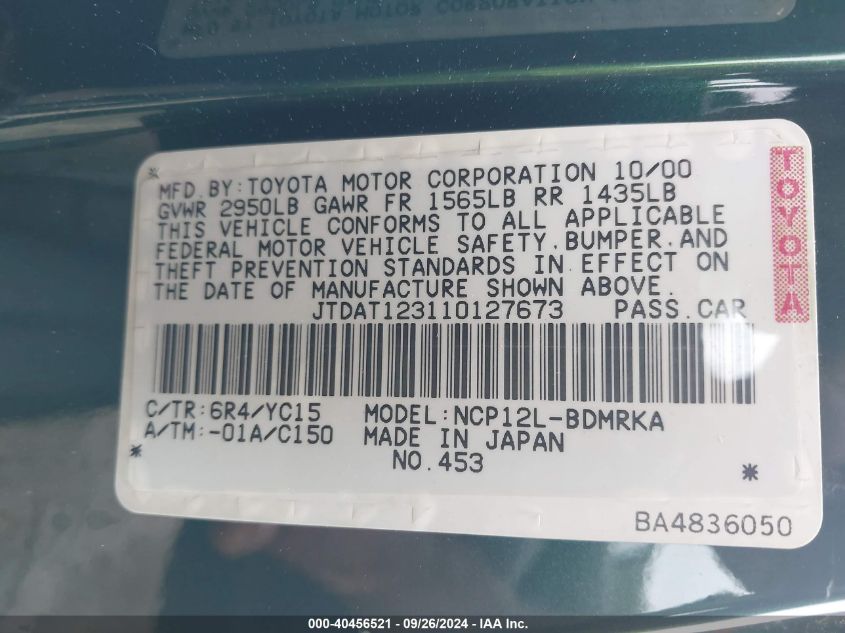 MFD.BY:TOYOTA MOTOR CORPORATION 10/00
GVWR 2950LB GAWR FR 1565LB RR 1435LB
THIS VEHICLE CONFORMS TO ALL APPLICABLE
FEDERAL MOTOR VEHICLE SAFETY,BUMPER,AND
THEFT PREVENTION STANDARDS IN EFFECT ON
THE DATE OF MANUFACTURE SHOWN ABOVE.
JTDAT123110127673 PASS.CAR
C/TR:6R4/YC15 MODEL:NCP12L-BDMRKA
A/TM:-01A/C150 MADE IN JAPAN
NO.453
BA4836050
TOYOTA
000-40456521 - 09/26/2024 - IAA Inc.